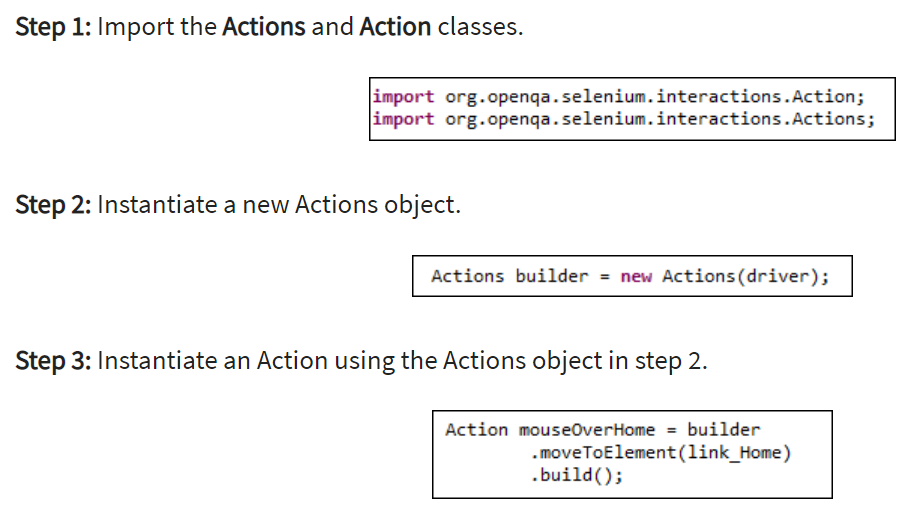 Step 1: Import the Actions and Action classes.
import org.openqa.selenium.interactions.Action;
import org.openqa.selenium.interactions.Actions;
Step 2: Instantiate a new Actions object.
Actions builder = new Actions(driver);
Step 3: Instantiate an Action using the Actions object in step 2.
Action mouseOverHome = builder
.moveToElement(link_Home)
.build();